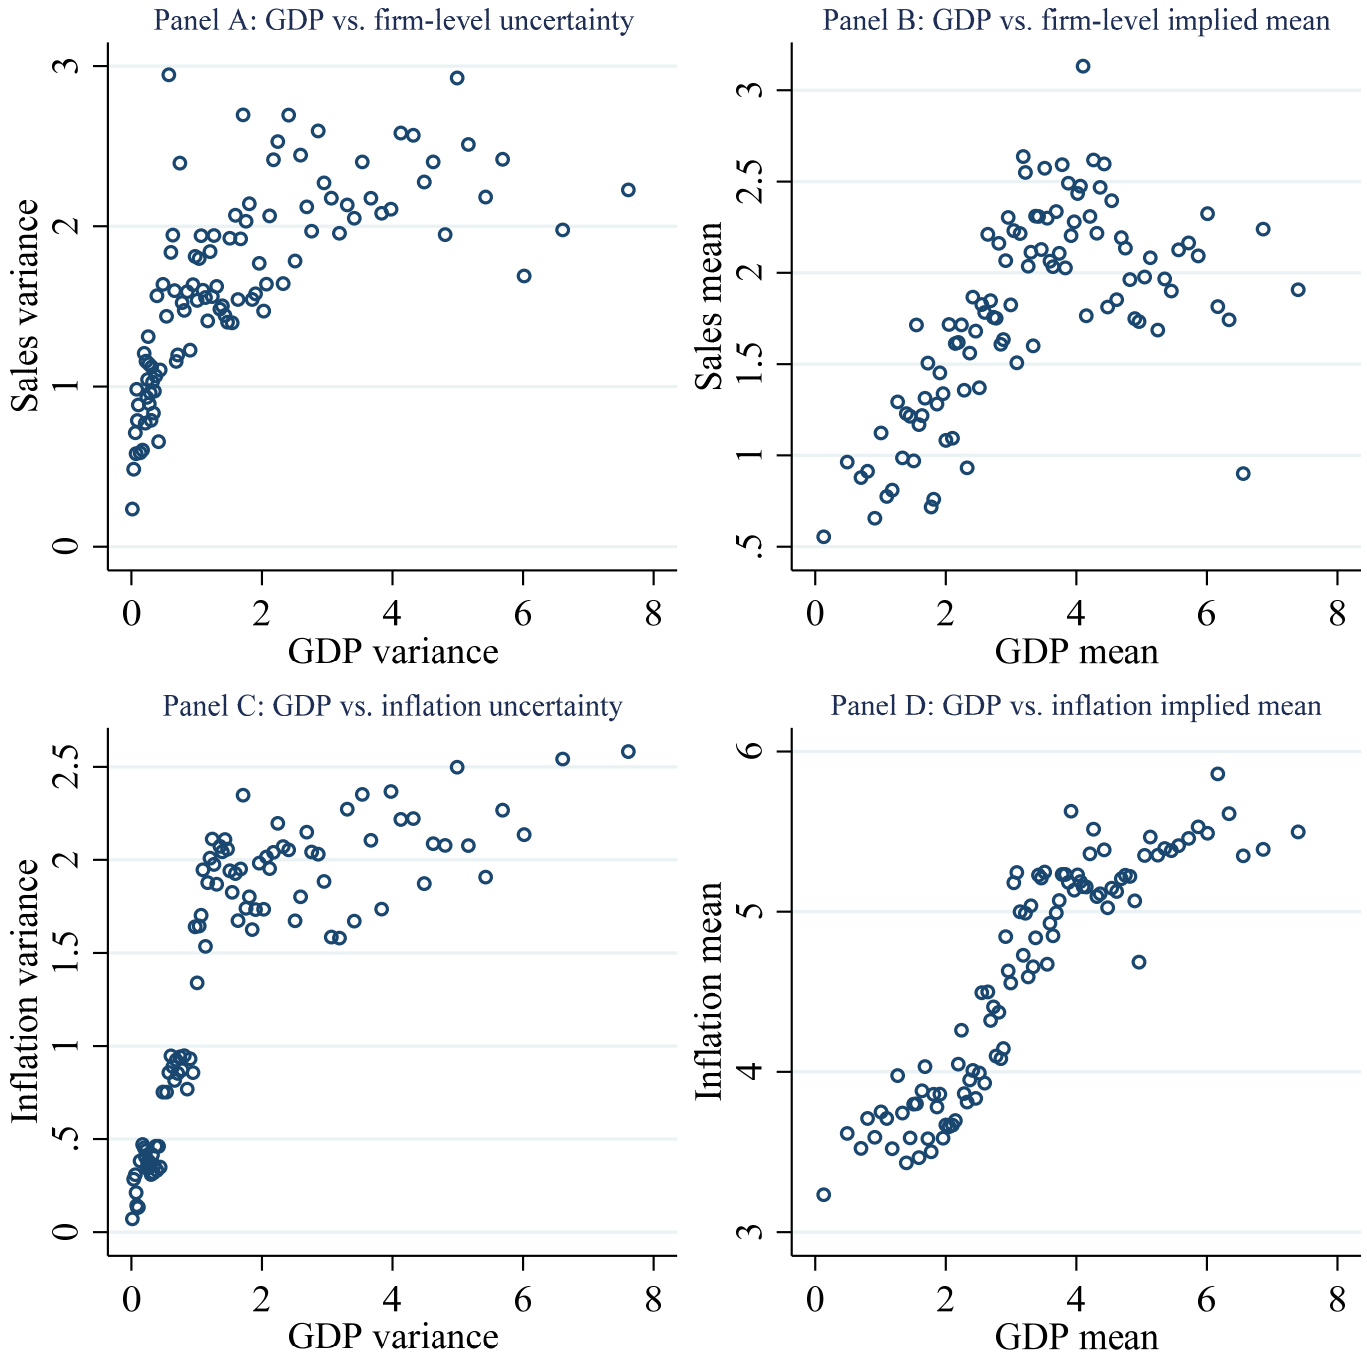 Panel A: GDP vs. firm-level uncertainty
Sales variance
3
2
1
0
0 2 4 6 8
GDP variance
Panel B: GDP vs. firm-level implied mean
Sales mean
3
2.5
2
1.5
1
.5
0 2 4 6 8
GDP mean
Panel C: GDP vs. inflation uncertainty
Inflation variance
2.5
2
1.5
1
.5
0
0 2 4 6 8
GDP variance
Panel D: GDP vs. inflation implied mean
Inflation mean
6
5
4
3
0 2 4 6 8
GDP mean